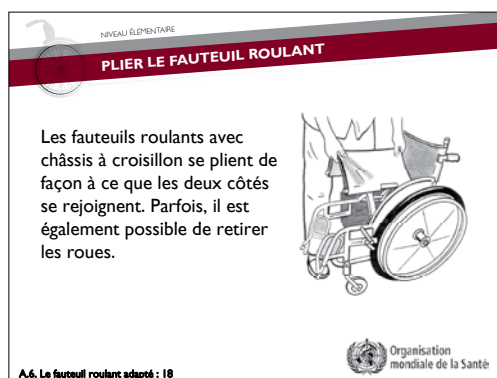 NIVEAU ÉLÉMENTAIRE
PLIER LE FAUTEUIL ROULANT
Les fauteuils roulants avec
châssis à croisillon se plient de
façon à ce que les deux côtés
se rejoignent. Parfois, il est
également possible de retirer
les roues.
A.6. Le fauteuil roulant adapté : 18
Organisation
mondiale de la Santé